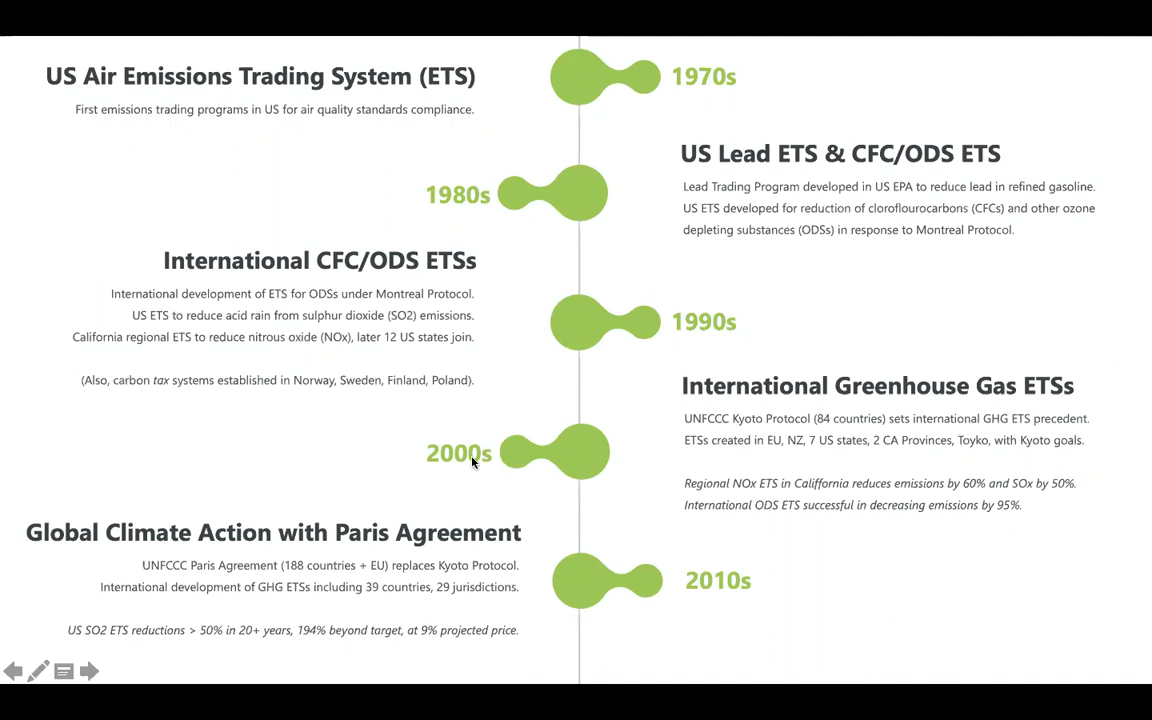 US Air Emissions Trading System (ETS)
1970s
First emissions trading programs in US for air quality standards compliance.
US Lead ETS & CFC/ODS ETS
1980s
Lead Trading Program developed in US EPA to reduce lead in refined gasoline.
US ETS developed for reduction of cloroflourocarbons (CFCs) and other ozone
depleting substances (ODSs) in response to Montreal Protocol.
International CFC/ODS ETSs
1990s
International development of ETS for ODSs under Montreal Protocol.
US ETS to reduce acid rain from sulphur dioxide (SO2) emissions.
California regional ETS to reduce nitrous oxide (NOx), later 12 US states join.
(Also, carbon tax systems established in Norway, Sweden, Finland, Poland).
International Greenhouse Gas ETSs
2000s
UNFCCC Kyoto Protocol (84 countries) sets international GHG ETS precedent.
ETSs created in EU, NZ, 7 US states, 2 CA Provinces, Toyko, with Kyoto goals.
Regional NOx ETS in Califfornia reduces emissions by 60% and SOx by 50%.
International ODS ETS successful in decreasing emissions by 95%.
Global Climate Action with Paris Agreement
2010s
UNFCCC Paris Agreement (188 countries + EU) replaces Kyoto Protocol.
International development of GHG ETSs including 39 countries, 29 jurisdictions.
US SO2 ETS reductions > 50% in 20+ years, 194% beyond target, at 9% projected price.